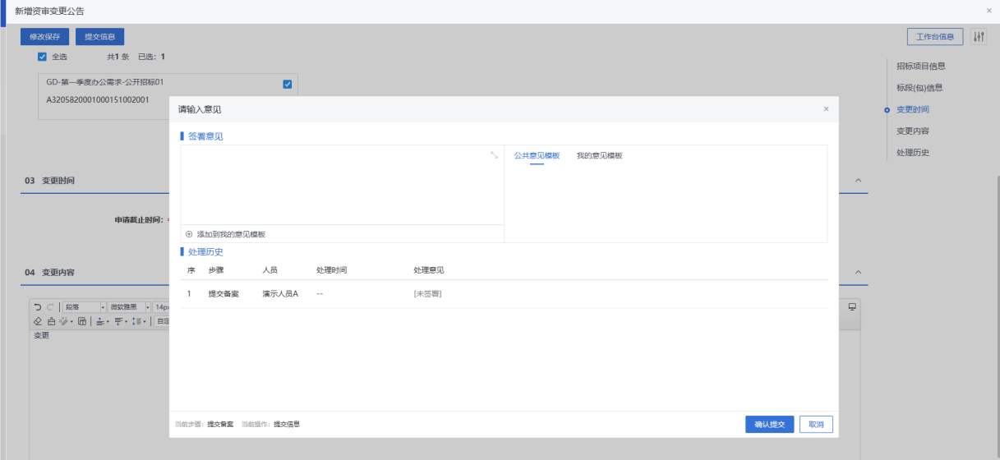 新增资审变更公告
修改保存 提交信息 工作台信息
全选 共1 条 已选：1
GD-第一季度办公需求-公开招标01
A3205820001000151002001
招标项目信息
标段(包)信息
变更时间
变更内容
处理历史
请输入意见
签署意见
公共意见模板 我的意见模板
添加到我的意见模板
处理历史
序 步骤 人员 处理时间 处理意见
1 提交备案 演示人员A -- [未签署]
当前步骤：提交备案 当前操作：提交信息
确认提交 取消
03 变更时间
申请截止时间：*
04 变更内容
段落 微软雅黑 14px
自定
变更